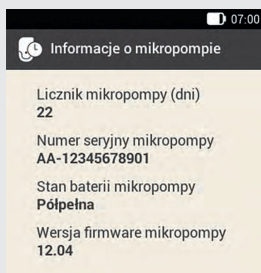 07:00
Informacje o mikropompie
Licznik mikropompy (dni)
22
Numer seryjny mikropompy
AA-12345678901
Stan baterii mikropompy
Półpełna
Wersja firmware mikropompy
12.04